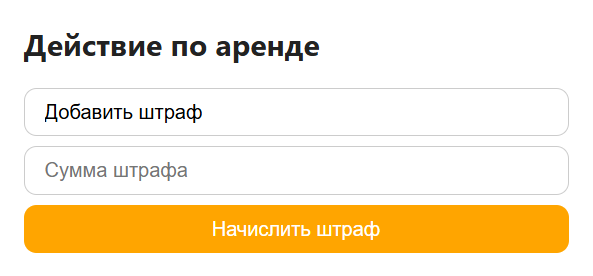 Действие по аренде
Добавить штраф
Сумма штрафа
Начислить штраф